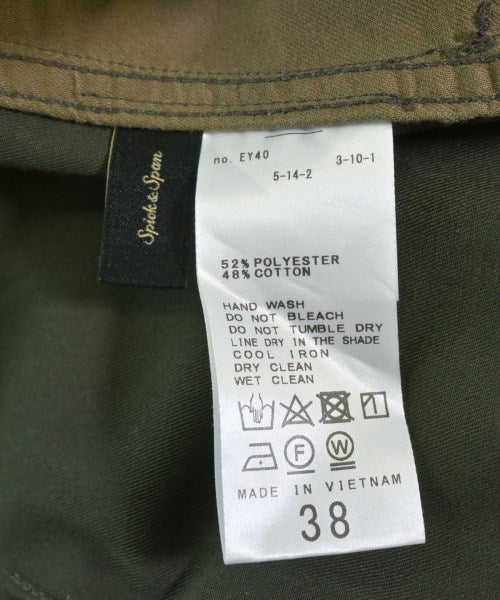 Spick & Span
no. EY40 3-10-1
5-14-2
52% POLYESTER
48% COTTON
HAND WASH
DO NOT BLEACH
DO NOT TUMBLE DRY
LINE DRY IN THE SHADE
COOL IRON
DRY CLEAN
WET CLEAN
F W
MADE IN VIETNAM
38